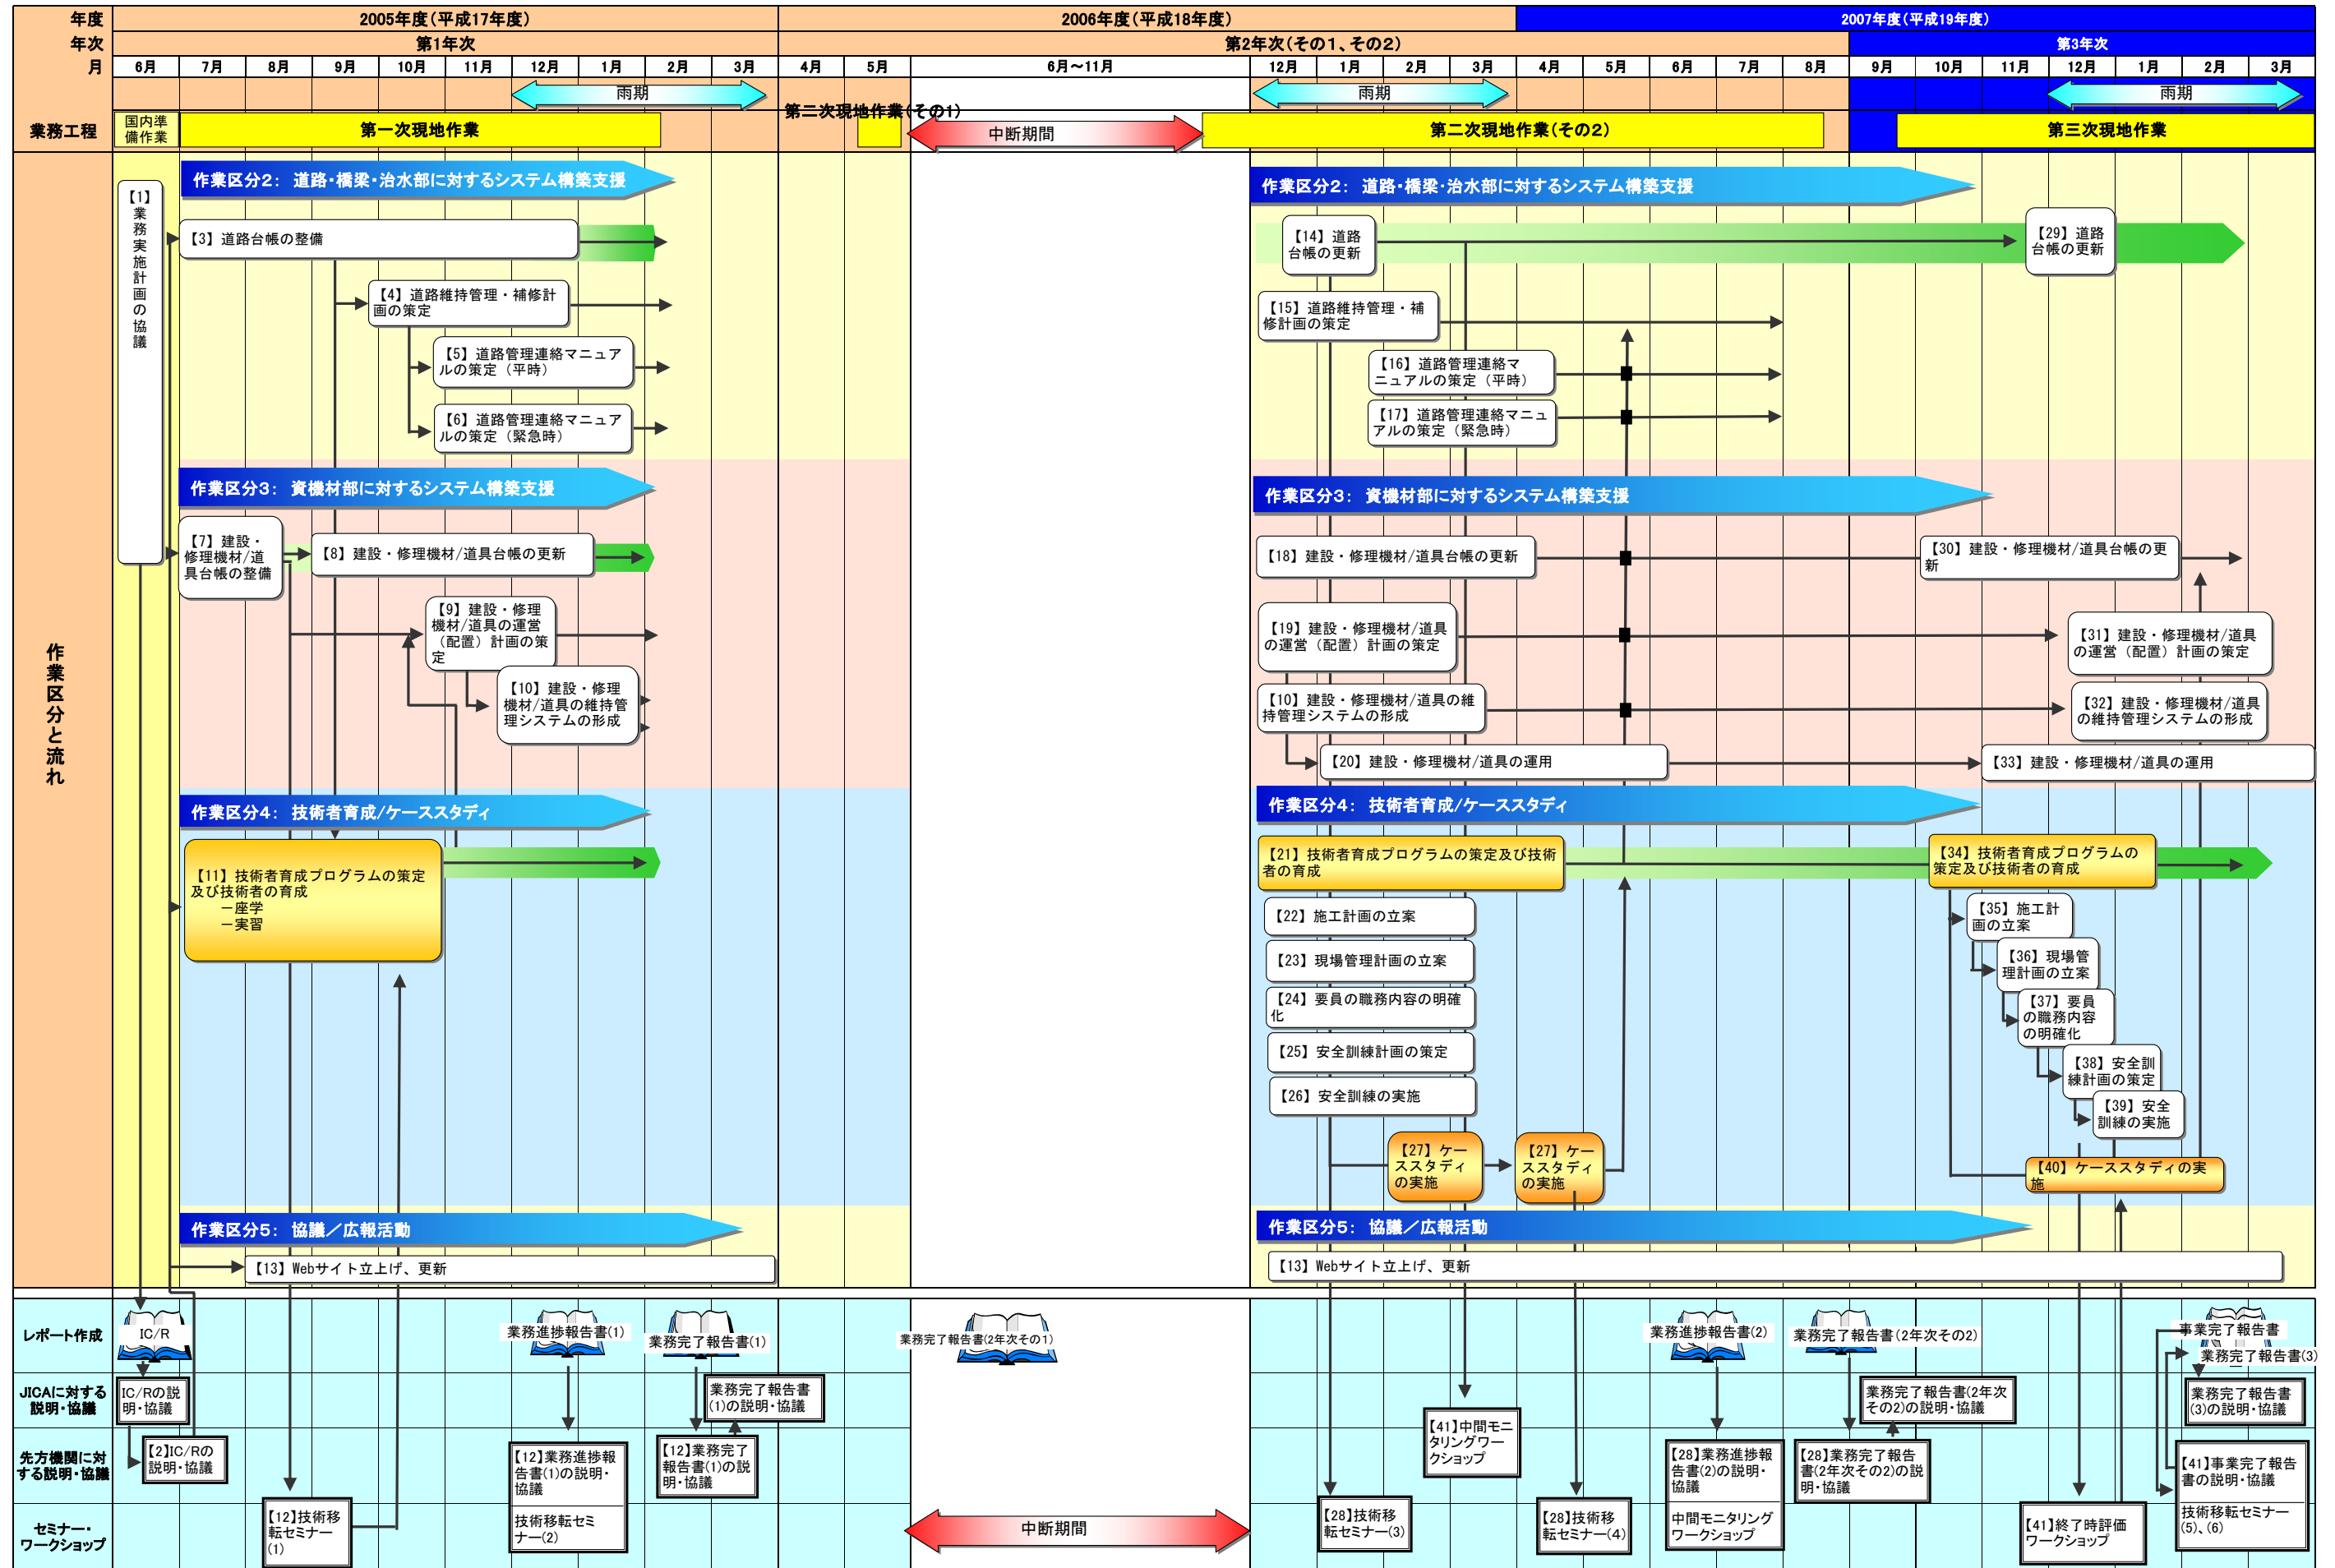 年度
2005年度（平成17年度）
2006年度（平成18年度）
2007年度（平成19年度）
年次
第1年次
第2年次（その１、その２）
第3年次
月
6月
7月
8月
9月
10月
11月
12月
1月
2月
3月
4月
5月
6月～11月
12月
1月
2月
3月
4月
5月
6月
7月
8月
9月
10月
11月
12月
1月
2月
3月
雨期
雨期
雨期
業務工程
国内準
備作業
第一次現地作業
第二次現地作業（その1）
中断期間
第二次現地作業（その２）
第三次現地作業
作業区分と流れ
【1】
業務実施計画の協議
作業区分２： 道路・橋梁・治水部に対するシステム構築支援
【3】道路台帳の整備
【4】道路維持管理・補修計
画の策定
【5】道路管理連絡マニュア
ルの策定（平時）
【6】道路管理連絡マニュア
ルの策定（緊急時）
作業区分２： 道路・橋梁・治水部に対するシステム構築支援
【14】道路
台帳の更新
【29】道路
台帳の更新
【15】道路維持管理・補
修計画の策定
【16】道路管理連絡マ
ニュアルの策定（平時）
【17】道路管理連絡マニュ
アルの策定（緊急時）
作業区分３： 資機材部に対するシステム構築支援
【7】建設・
修理機材/道
具台帳の整備
【8】建設・修理機材/道具台帳の更新
【9】建設・修理
機材/道具の運営
（配置）計画の策
定
【10】建設・修理
機材/道具の維持管
理システムの形成
作業区分３： 資機材部に対するシステム構築支援
【18】建設・修理機材/道具台帳の更新
【30】建設・修理機材/道具台帳の更
新
【19】建設・修理機材/道具
の運営（配置）計画の策定
【31】建設・修理機材/道具
の運営（配置）計画の策定
【10】建設・修理機材/道具の維
持管理システムの形成
【32】建設・修理機材/道具
の維持管理システムの形成
【20】建設・修理機材/道具の運用
【33】建設・修理機材/道具の運用
作業区分４： 技術者育成/ケーススタディ
【11】技術者育成プログラムの策定
及び技術者の育成
－座学
－実習
作業区分４： 技術者育成/ケーススタディ
【21】技術者育成プログラムの策定及び技術
者の育成
【34】技術者育成プログラムの
策定及び技術者の育成
【22】施工計画の立案
【23】現場管理計画の立案
【24】要員の職務内容の明確
化
【25】安全訓練計画の策定
【26】安全訓練の実施
【27】ケー
ススタディ
の実施
【27】ケー
ススタディ
の実施
【35】施工計
画の立案
【36】現場管
理計画の立案
【37】要員
の職務内容
の明確化
【38】安全訓
練計画の策定
【39】安全
訓練の実施
【40】ケーススタディの実
施
作業区分５： 協議／広報活動
【13】Webサイト立上げ、更新
作業区分５： 協議／広報活動
【13】Webサイト立上げ、更新
レポート作成
IC/R
業務進捗報告書(1)
業務完了報告書(1)
業務完了報告書(2年次その１)
業務進捗報告書(2)
業務完了報告書(2年次その2)
事業完了報告書
業務完了報告書(3)
JICAに対する
説明・協議
IC/Rの説
明・協議
業務完了報告書
(1)の説明・協議
業務完了報告書(2年次
その2)の説明・協議
業務完了報告書
(3)の説明・協議
先方機関に対
する説明・協議
【2】IC/Rの
説明・協議
【12】業務進捗報
告書(1)の説明・
協議
技術移転セミ
ナー(2)
【12】業務完了
報告書(1)の説
明・協議
【41】中間モニ
タリングワー
クショップ
【28】業務進捗報
告書(2)の説明・
協議
中間モニタリング
ワークショップ
【28】業務完了報告
書(2年次その2)の説
明・協議
【41】事業完了報告
書の説明・協議
技術移転セミナー
(5)、(6)
セミナー・
ワークショップ
【12】技術移
転セミナー
(1)
中断期間
【28】技術移
転セミナー(3)
【28】技術移
転セミナー(4)
【41】終了時評価
ワークショップ